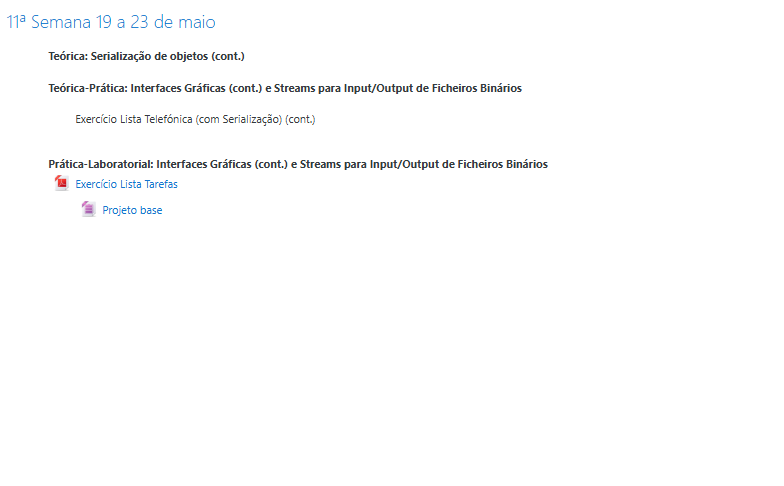 11ª Semana 19 a 23 de maio
Teórica: Serialização de objetos (cont.)
Teórica-Prática: Interfaces Gráficas (cont.) e Streams para Input/Output de Ficheiros Binários
Exercício Lista Telefónica (com Serialização) (cont.)
Prática-Laboratorial: Interfaces Gráficas (cont.) e Streams para Input/Output de Ficheiros Binários
Exercício Lista Tarefas
Projeto base